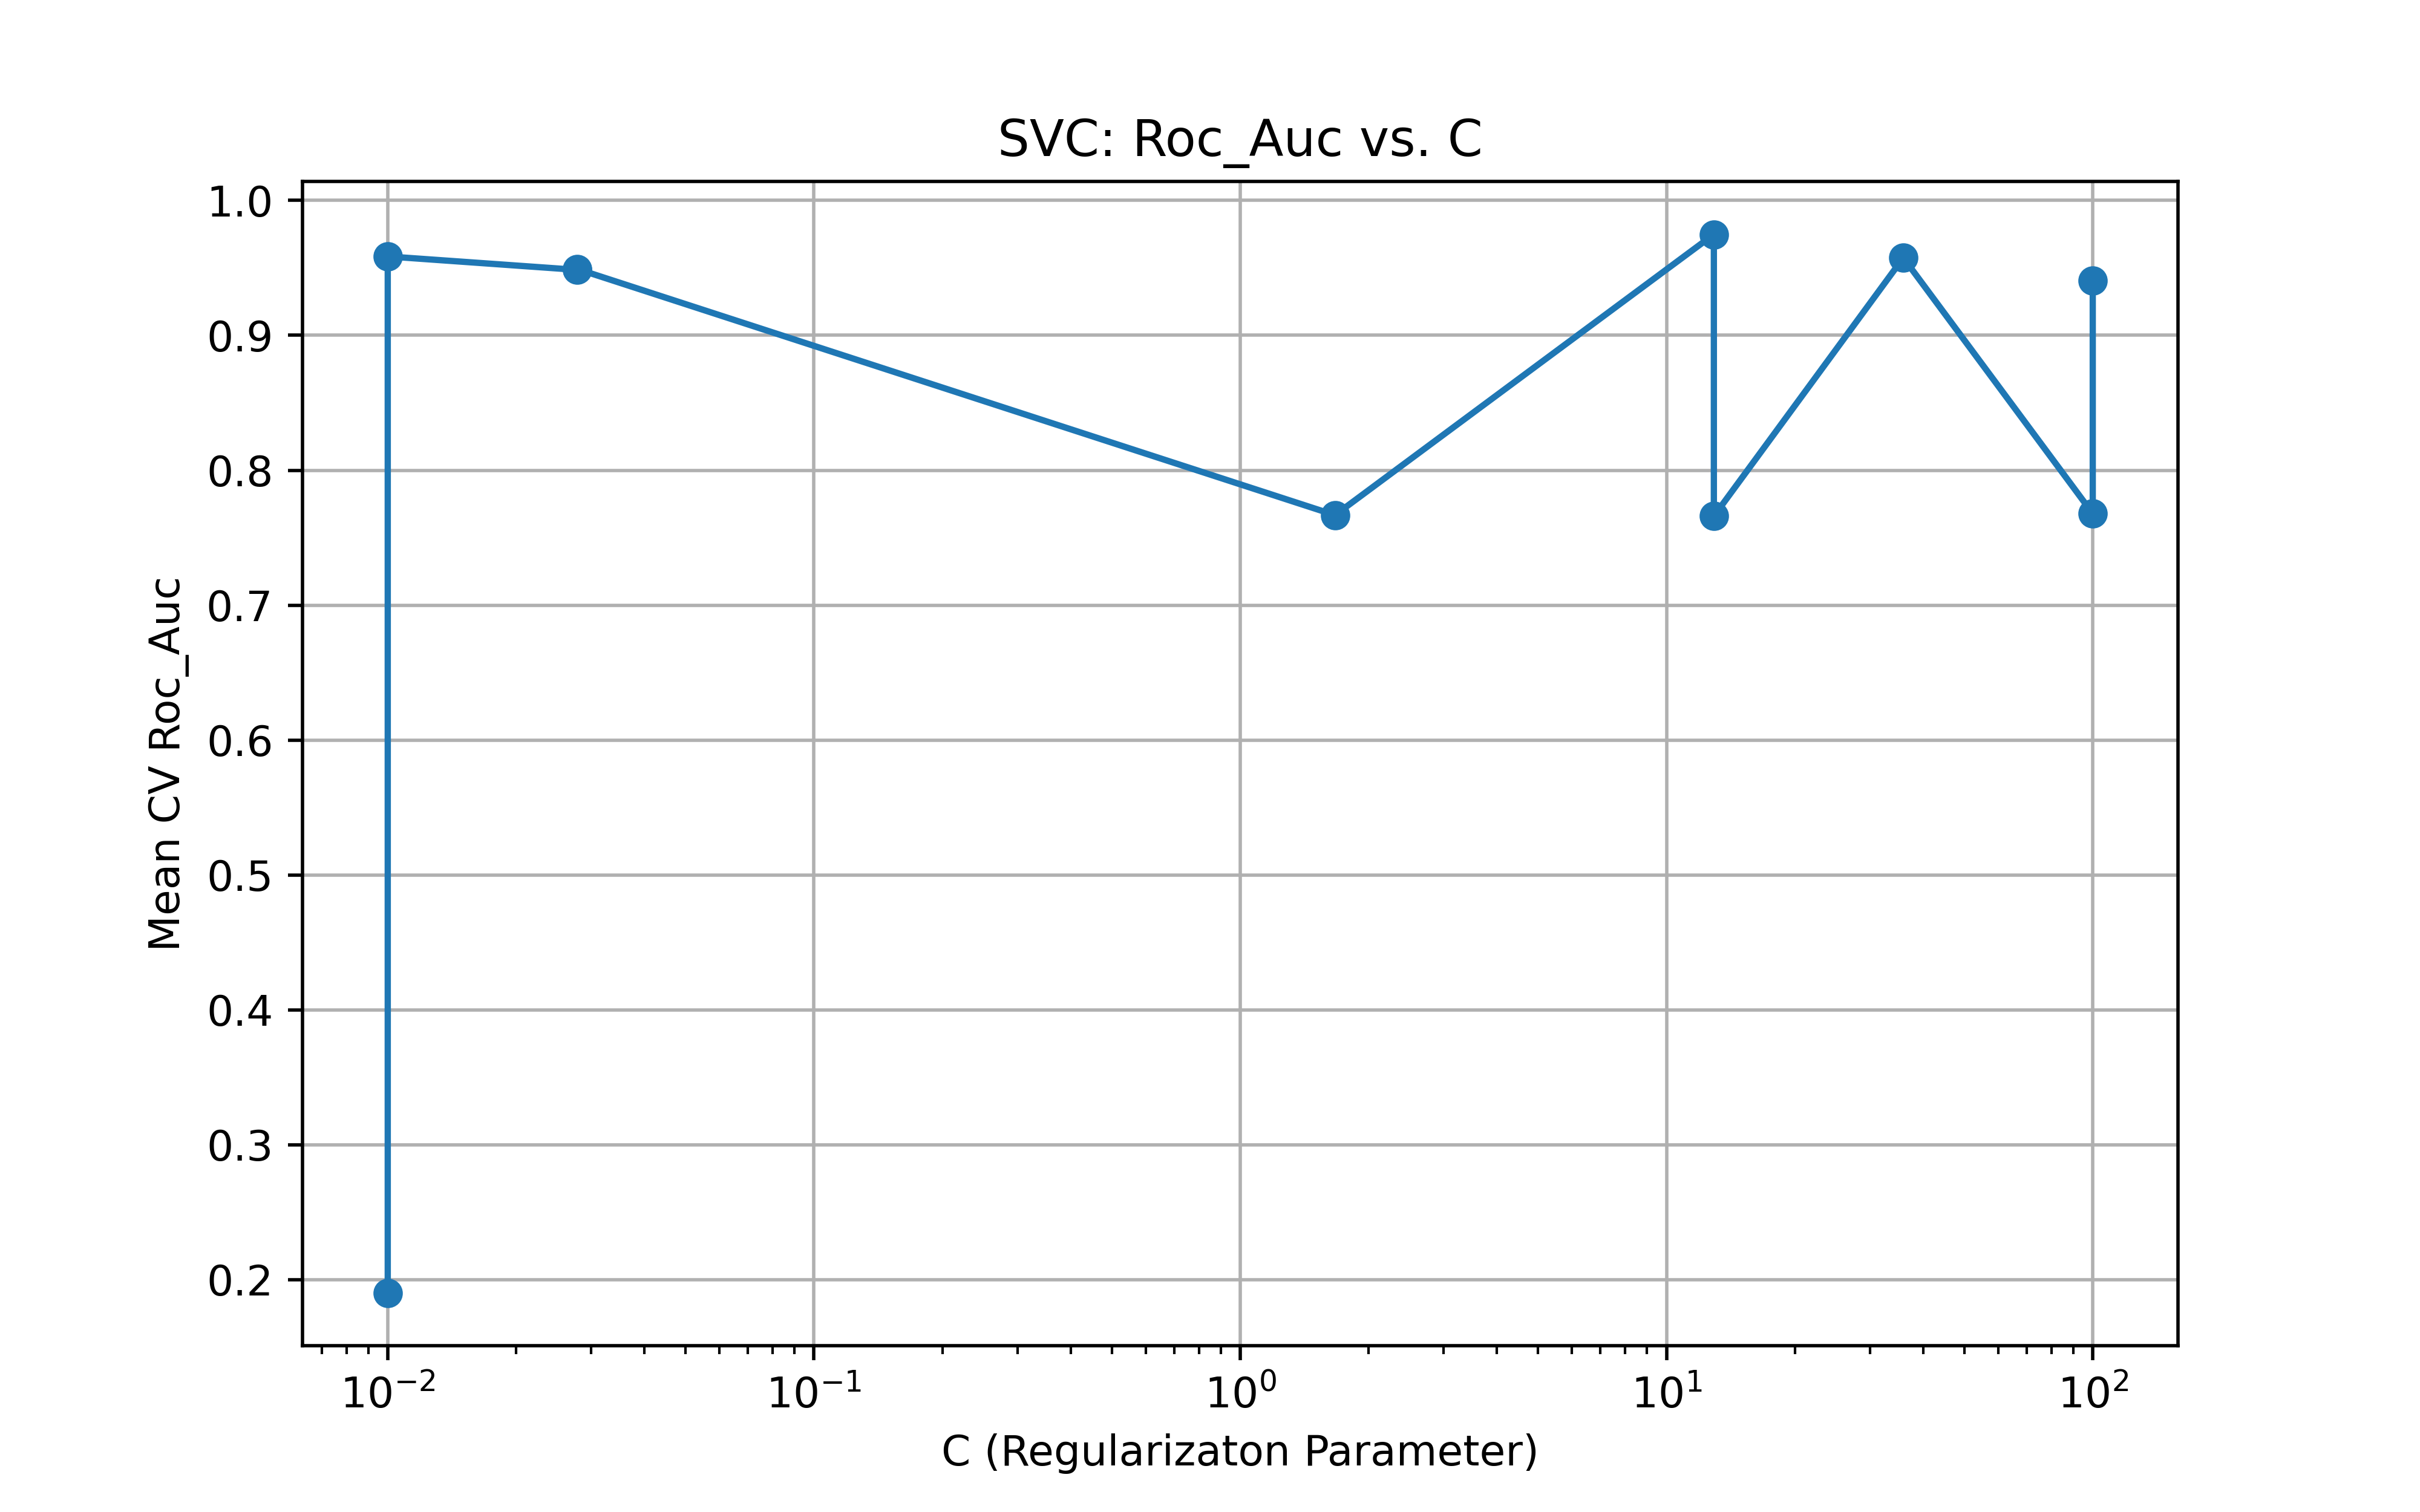 SVC: Roc_Auc vs. C
1.0
0.9
0.8
0.7
0.6
0.5
0.4
0.3
0.2
Mean CV Roc_Auc
10⁻² 10⁻¹ 10⁰ 10¹ 10²
C (Regularizaton Parameter)